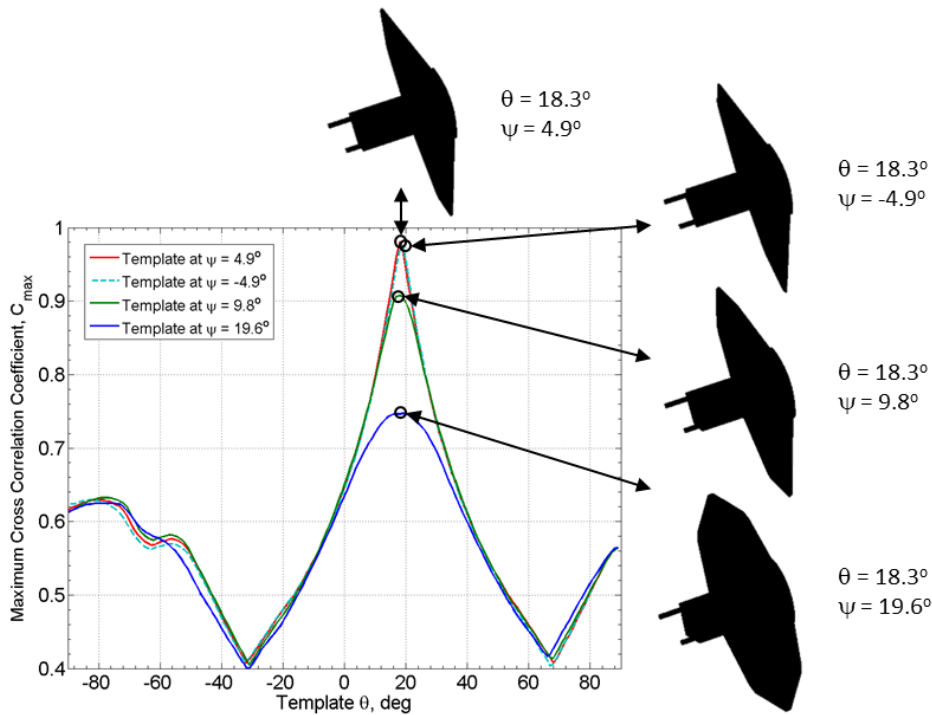 θ = 18.3°
ψ = 4.9°
θ = 18.3°
ψ = -4.9°
θ = 18.3°
ψ = 9.8°
θ = 18.3°
ψ = 19.6°
Maximum Cross Correlation Coefficient, C_max
1
0.9
0.8
0.7
0.6
0.5
0.4
Template at ψ = 4.9°
Template at ψ = -4.9°
Template at ψ = 9.8°
Template at ψ = 19.6°
-80 -60 -40 -20 0 20 40 60 80
Template θ, deg